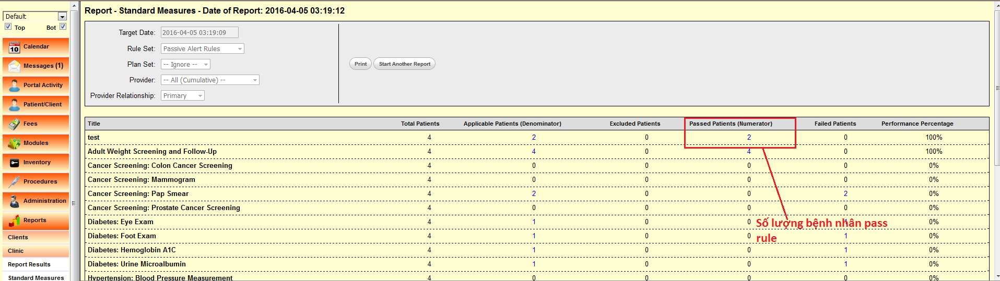 Report - Standard Measures - Date of Report: 2016-04-05 03:19:12
Default
Top Bot
Calendar
Messages (1)
Portal Activity
Patient/Client
Fees
Modules
Inventory
Procedures
Administration
Reports
Clients
Clinic
Report Results
Standard Measures
Target Date: 2016-04-05 03:19:09
Rule Set: Passive Alert Rules
Plan Set: -- Ignore --
Provider: -- All (Cumulative) --
Provider Relationship: Primary
Print Start Another Report
Title Total Patients Applicable Patients (Denominator) Excluded Patients Passed Patients (Numerator) Failed Patients Performance Percentage
test 4 2 0 2 0 100%
Adult Weight Screening and Follow-Up 4 4 0 4 0 100%
Cancer Screening: Colon Cancer Screening 4 0 0 0 0 0%
Cancer Screening: Mammogram 4 0 0 0 0 0%
Cancer Screening: Pap Smear 4 2 0 0 2 0%
Cancer Screening: Prostate Cancer Screening 4 0 0 0 0 0%
Diabetes: Eye Exam 4 1 0 0 1 0%
Diabetes: Foot Exam 4 1 0 0 1 0%
Diabetes: Hemoglobin A1C 4 1 0 0 1 0%
Diabetes: Urine Microalbumin 4 1 0 0 1 0%
Hypertension: Blood Pressure Measurement 4 0 0 0 0 0%
Số lượng bệnh nhân pass
rule